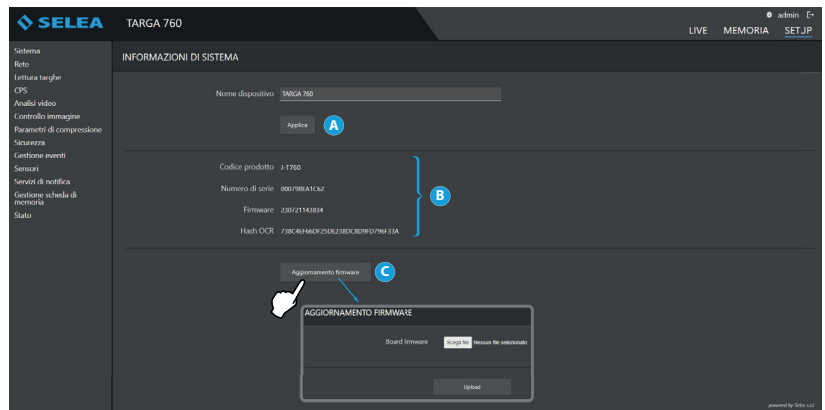 SELEA
TARGA 760
admin
LIVE MEMORIA SETUP
Sistema
Rete
Lettura targhe
CPS
Analisi video
Controllo immagine
Parametri di compressione
Sicurezza
Gestione eventi
Sensori
Servizi di notifica
Gestione scheda di
memoria
Stato
INFORMAZIONI DI SISTEMA
Nome dispositivo TARGA 760
Applica A
Codice prodotto J-T760
Numero di serie 000798EA1C62
B
Firmware 230721143834
Hash OCR
Aggiornamento firmware C
AGGIORNAMENTO FIRMWARE
Board firmware Scegli file Nessun file selezionato
Upload
powered by Selea s.r.l.